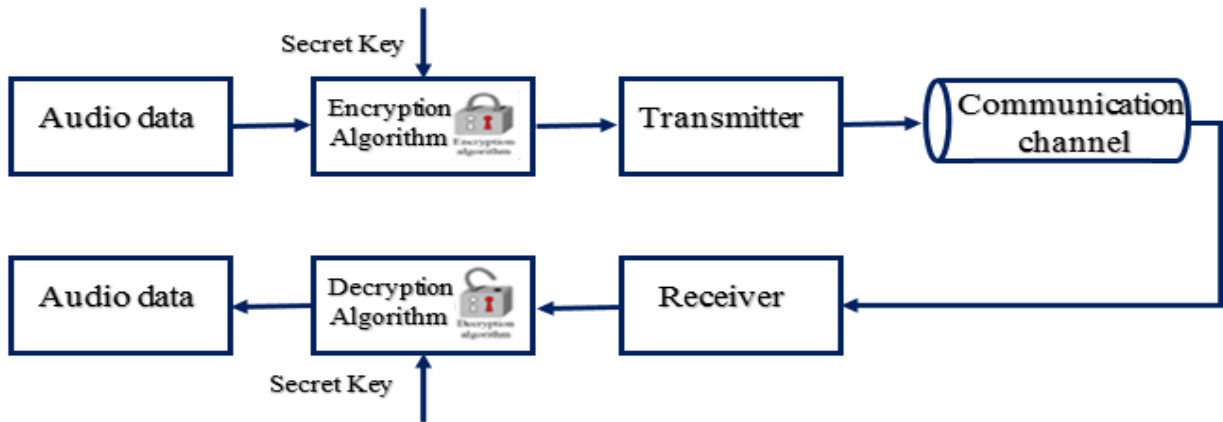 Secret Key
Audio data
Encryption
Algorithm
Encryption
algorithm
Transmitter
Communication
channel
Audio data
Decryption
Algorithm
Decryption
algorithm
Receiver
Secret Key